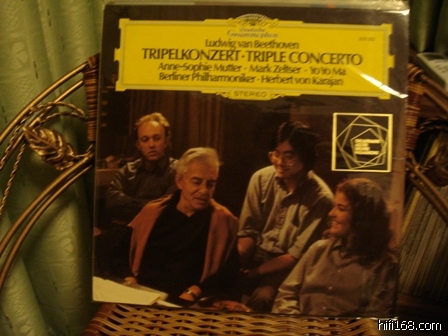 Deutsche
Grammophon
Ludwig van Beethoven
TRIPELKONZERT · TRIPLE CONCERTO
Anne-Sophie Mutter · Mark Zeltser · Yo Yo Ma
Berliner Philharmoniker · Herbert von Karajan
STEREO
hifi168.com